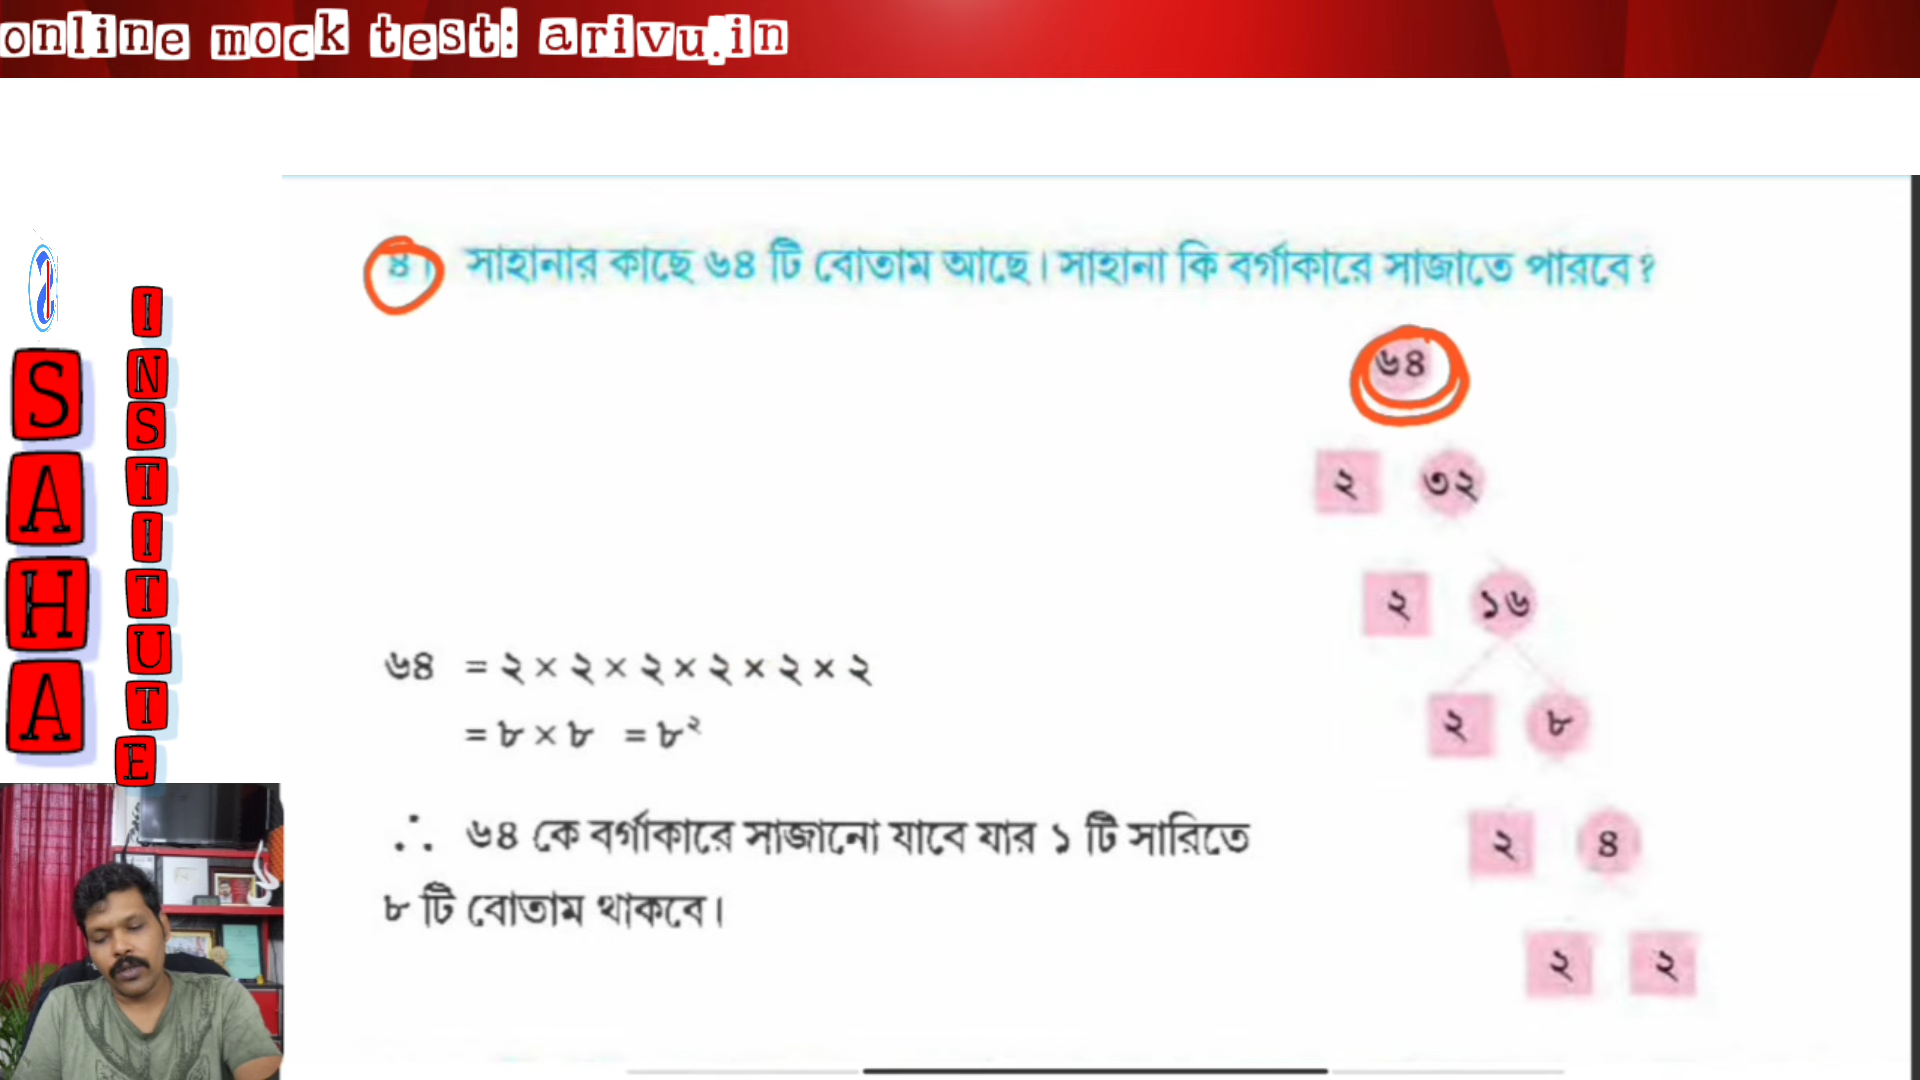 online mock test: arivu.in
SAHA
INSTITUTE
৪। সাহানার কাছে ৬৪ টি বোতাম আছে। সাহানা কি বর্গাকারে সাজাতে পারবে?
৬৪
২ ৩২
২ ১৬
২ ৮
২ ৪
২ ২
৬৪ = ২ × ২ × ২ × ২ × ২ × ২
= ৮ × ৮ = ৮²
∴ ৬৪ কে বর্গাকারে সাজানো যাবে যার ১ টি সারিতে
৮ টি বোতাম থাকবে।